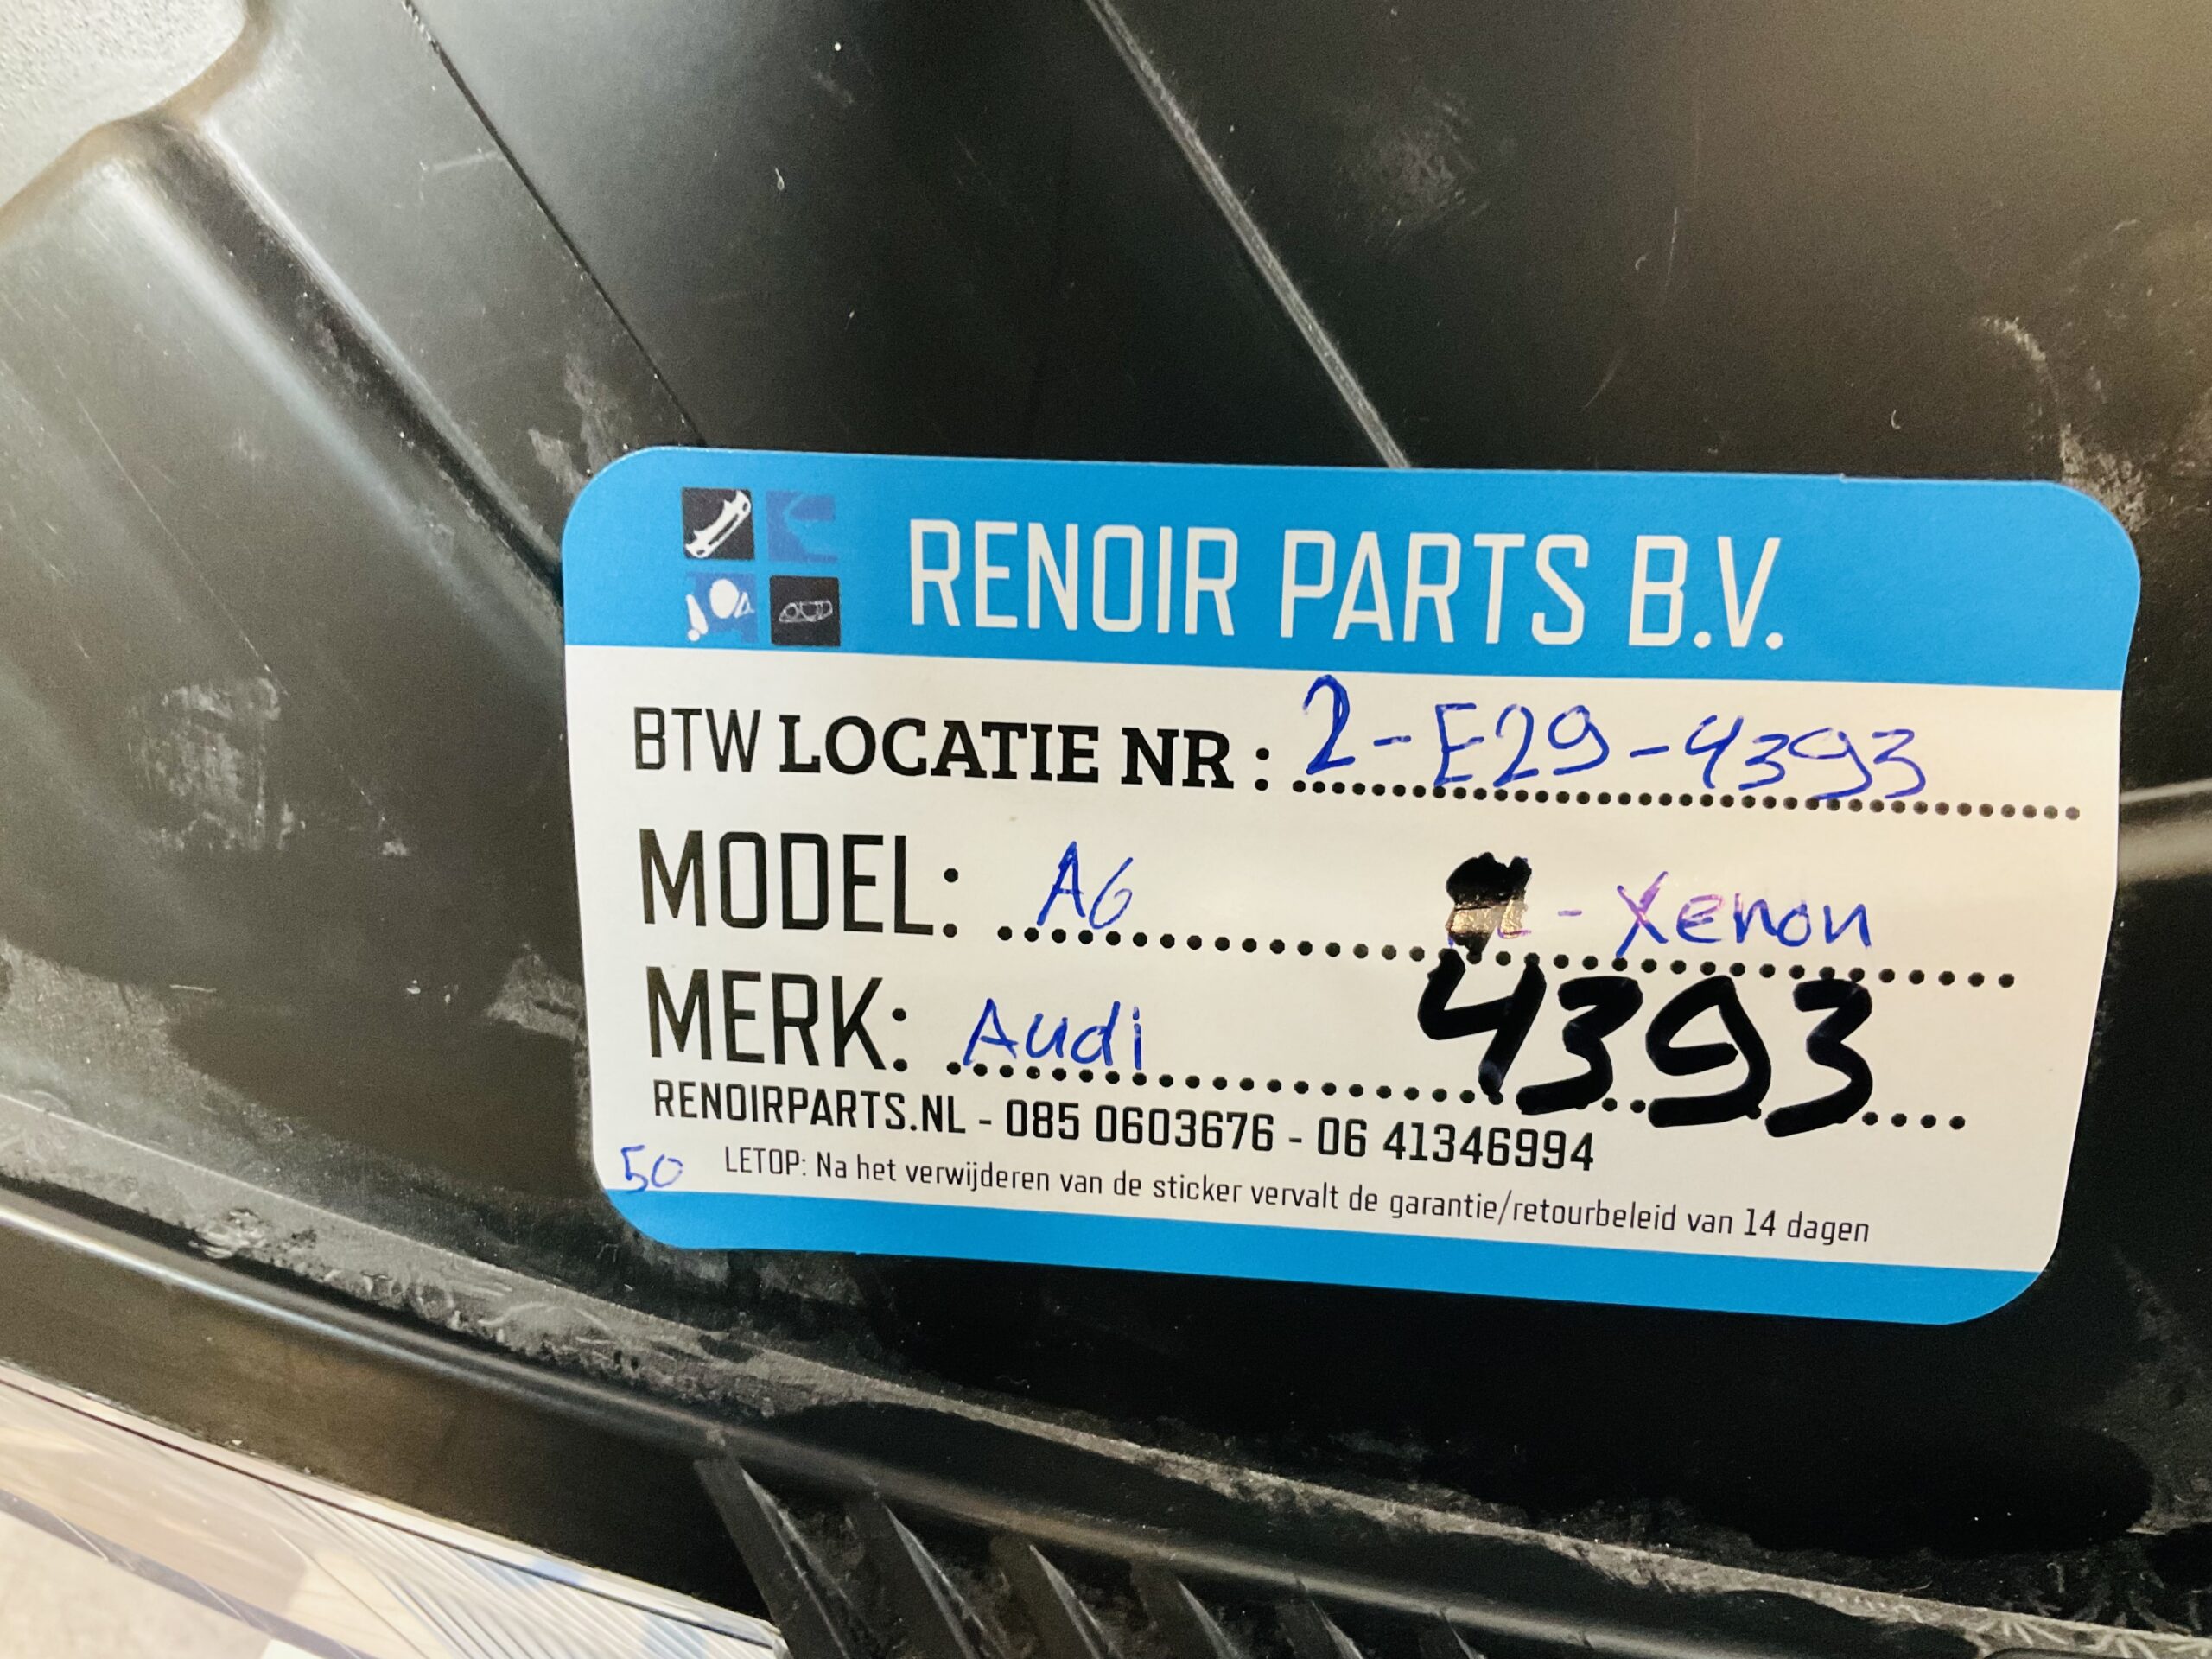 RENOIR PARTS B.V.
BTW LOCATIE NR : 2-E29-4393
MODEL: A6 - Xenon
MERK: Audi 4393
RENOIRPARTS.NL - 085 0603676 - 06 41346994
50 LETOP: Na het verwijderen van de sticker vervalt de garantie/retourbeleid van 14 dagen